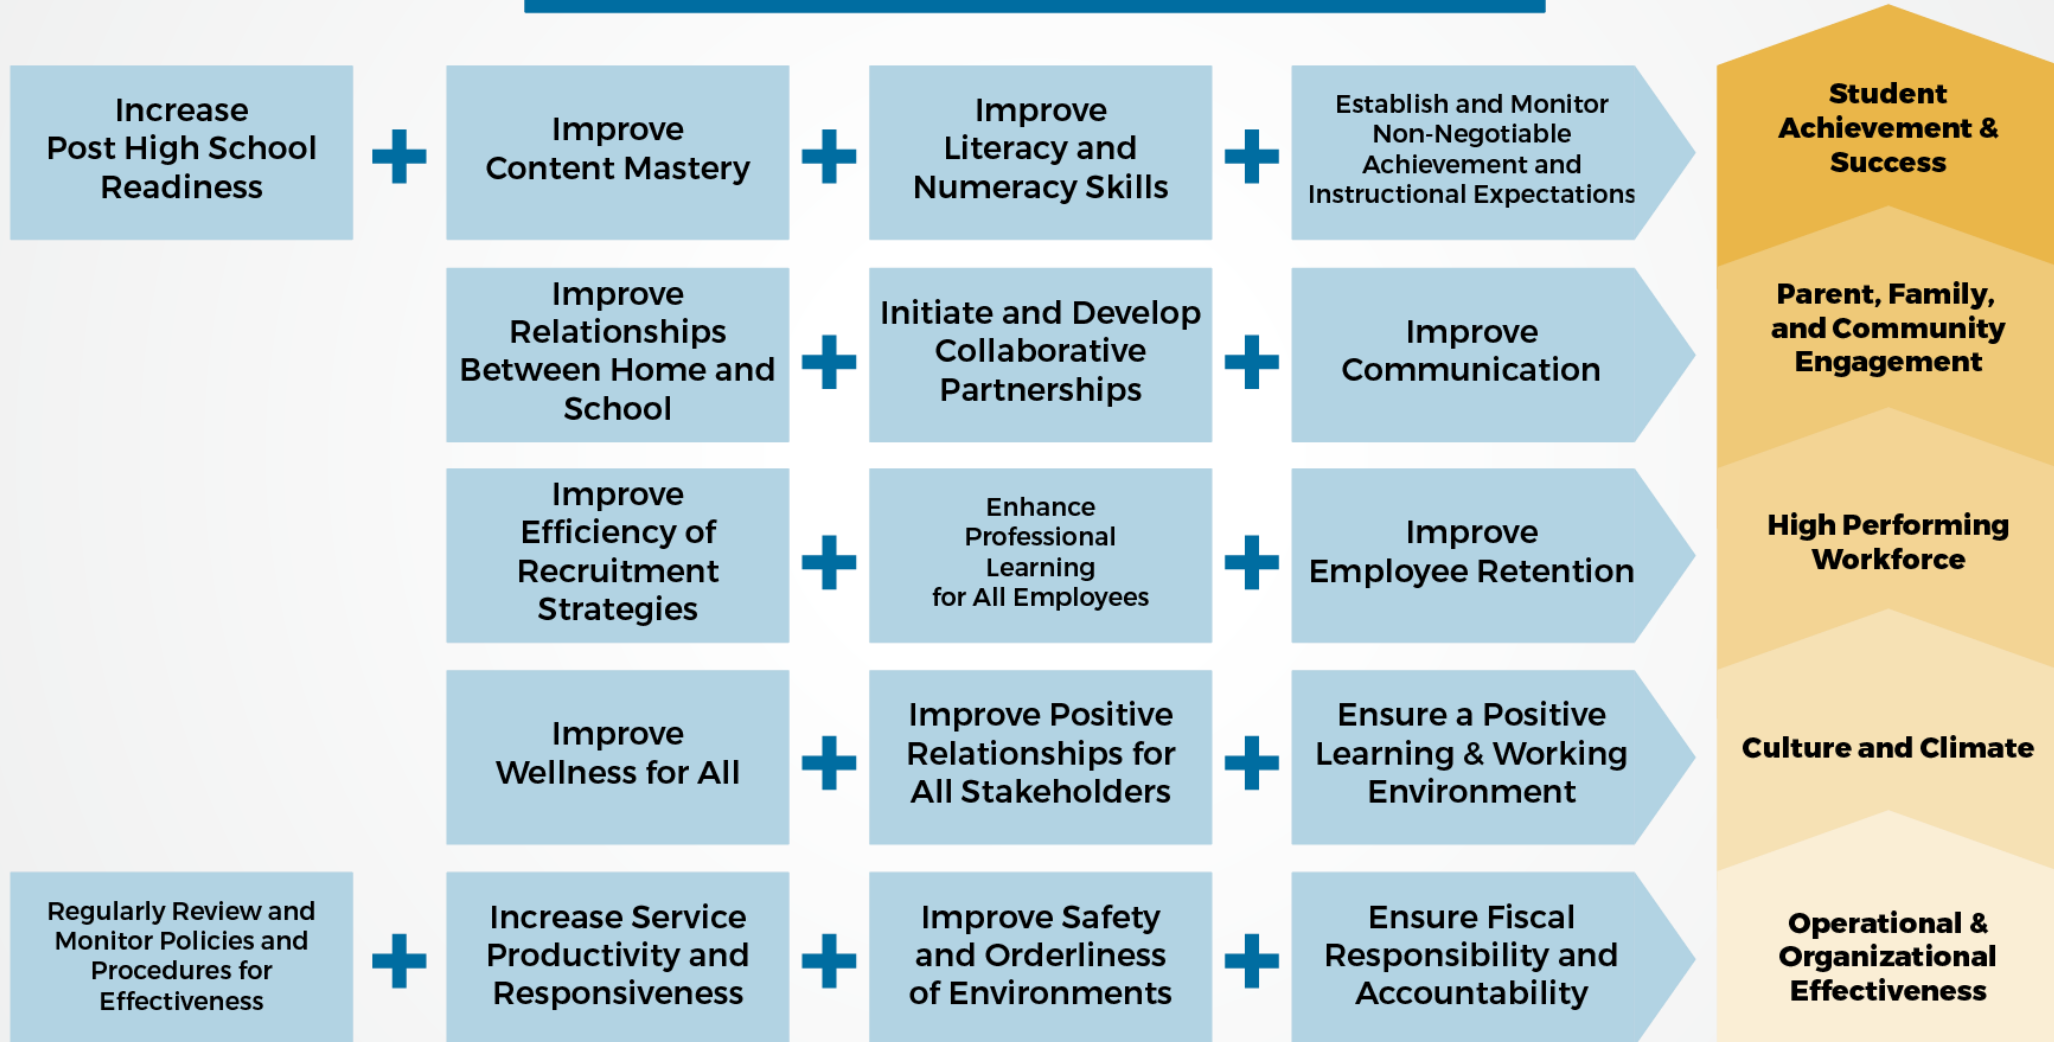 Increase
Post High School
Readiness
Improve
Content Mastery
Improve
Literacy and
Numeracy Skills
Establish and Monitor
Non-Negotiable
Achievement and
Instructional Expectations
Student
Achievement &
Success
Improve
Relationships
Between Home and
School
Initiate and Develop
Collaborative
Partnerships
Improve
Communication
Parent, Family,
and Community
Engagement
Improve
Efficiency of
Recruitment
Strategies
Enhance
Professional
Learning
for All Employees
Improve
Employee Retention
High Performing
Workforce
Improve
Wellness for All
Improve Positive
Relationships for
All Stakeholders
Ensure a Positive
Learning & Working
Environment
Culture and Climate
Regularly Review and
Monitor Policies and
Procedures for
Effectiveness
Increase Service
Productivity and
Responsiveness
Improve Safety
and Orderliness
of Environments
Ensure Fiscal
Responsibility and
Accountability
Operational &
Organizational
Effectiveness